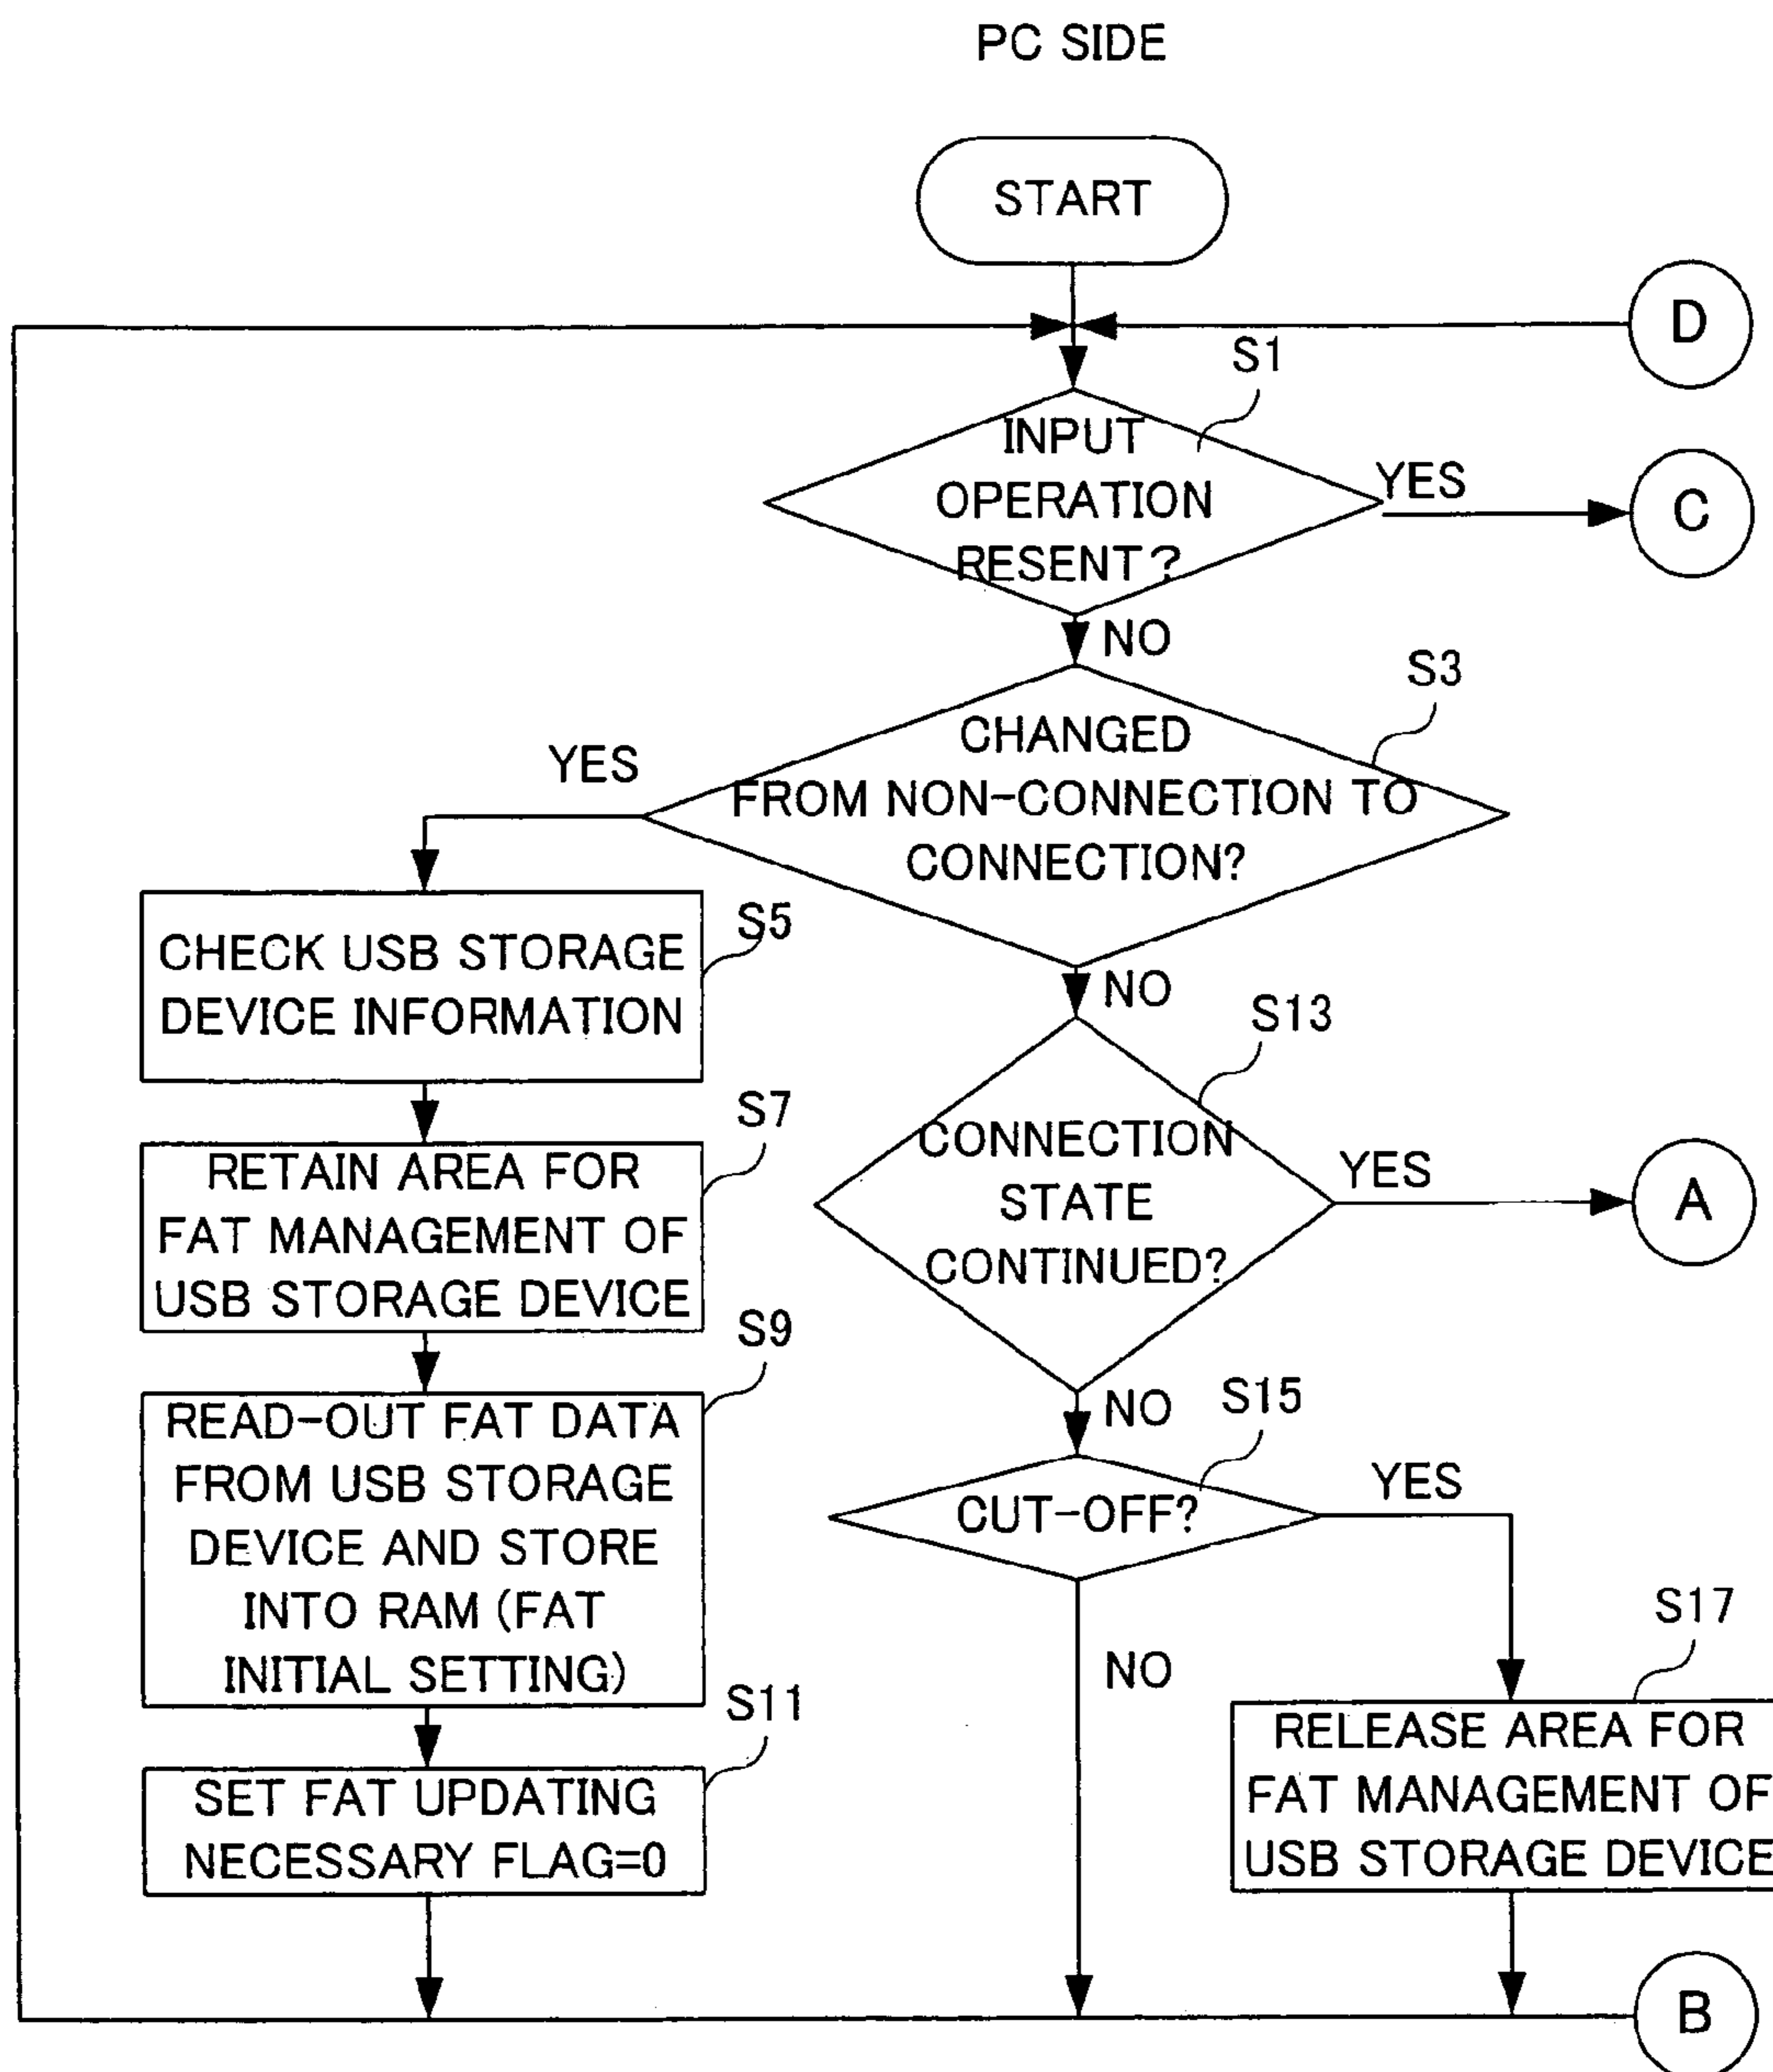 PC SIDE
START
D
S1
INPUT
OPERATION
RESENT?
YES
C
NO
S3
CHANGED
FROM NON-CONNECTION TO
CONNECTION?
YES
S5
CHECK USB STORAGE
DEVICE INFORMATION
NO
S13
S7
RETAIN AREA FOR
FAT MANAGEMENT OF
USB STORAGE DEVICE
CONNECTION
STATE
CONTINUED?
YES
A
S9
READ-OUT FAT DATA
FROM USB STORAGE
DEVICE AND STORE
INTO RAM (FAT
INITIAL SETTING)
NO
S15
CUT-OFF?
YES
NO
S17
RELEASE AREA FOR
FAT MANAGEMENT OF
USB STORAGE DEVICE
S11
SET FAT UPDATING
NECESSARY FLAG=0
B